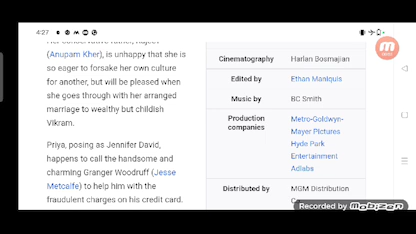 4:27
(Anupam Kher), is unhappy that she is
so eager to forsake her own culture
for another, but will be pleased when
she goes through with her arranged
marriage to wealthy but childish
Vikram.
Priya, posing as Jennifer David,
happens to call the handsome and
charming Granger Woodruff (Jesse
Metcalfe) to help him with the
fraudulent charges on his credit card.
Cinematography Harlan Bosmajian
Edited by Ethan Maniquis
Music by BC Smith
Production Metro-Goldwyn-
companies Mayer Pictures
Hyde Park
Entertainment
Adlabs
Distributed by MGM Distribution
Recorded by Mobizen